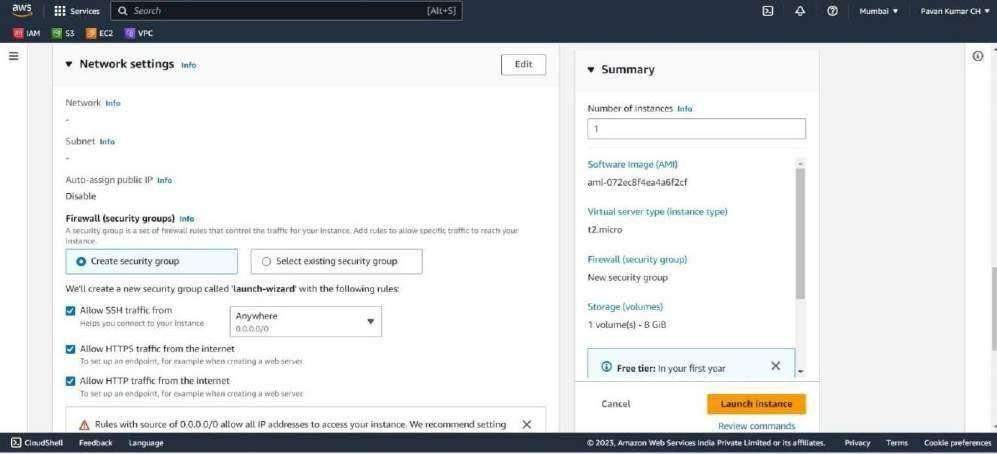 aws
Services
Search
[Alt+S]
Mumbai
Pavan Kumar CH
IAM
S3
EC2
VPC
Network settings Info
Edit
Network Info
-
Subnet Info
-
Auto-assign public IP Info
Disable
Firewall (security groups) Info
A security group is a set of firewall rules that control the traffic for your instance. Add rules to allow specific traffic to reach your
instance.
Create security group
Select existing security group
We'll create a new security group called 'launch-wizard' with the following rules:
Allow SSH traffic from
Helps you connect to your instance
Anywhere
0.0.0.0/0
Allow HTTPS traffic from the internet
To set up an endpoint, for example when creating a web server
Allow HTTP traffic from the internet
To set up an endpoint, for example when creating a web server
Rules with source of 0.0.0.0/0 allow all IP addresses to access your instance. We recommend setting
Summary
Number of instances Info
1
Software Image (AMI)
ami-072ec8f4ea4a6f2cf
Virtual server type (instance type)
t2.micro
Firewall (security group)
New security group
Storage (volumes)
1 volume(s) - 8 GiB
Free tier: In your first year
Cancel
Launch instance
Review commands
CloudShell
Feedback
Language
© 2023, Amazon Web Services India Private Limited or its affiliates.
Privacy
Terms
Cookie preferences